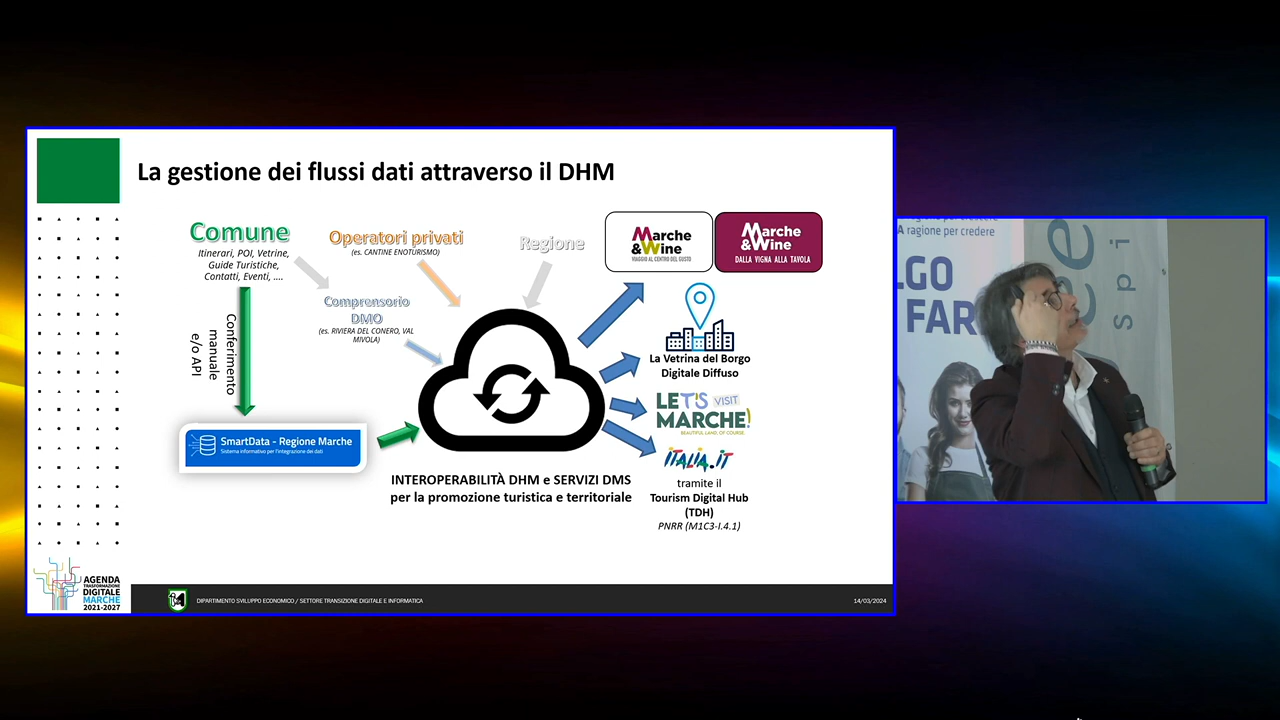 La gestione dei flussi dati attraverso il DHM
Comune
Itinerari, POI, Vetrine,
Guide Turistiche,
Contatti, Eventi, ....
Operatori privati
(es. CANTINE ENOTURISMO)
Regione
Comprensorio
DMO
(es. RIVIERA DEL CONERO, VAL
MIVOLA)
Conferimento
manuale
e/o API
SmartData - Regione Marche
Sistema informativo per l'integrazione dei dati
INTEROPERABILITÀ DHM e SERVIZI DMS
per la promozione turistica e territoriale
Marche
&Wine
VIAGGIO AL CENTRO DEL GUSTO
Marche
&Wine
DALLA VIGNA ALLA TAVOLA
La Vetrina del Borgo
Digitale Diffuso
LET'S VISIT
MARCHE!
BEAUTIFUL LAND, OF COURSE.
iTALiA.iT
tramite il
Tourism Digital Hub
(TDH)
PNRR (M1C3-I.4.1)
AGENDA
TRASFORMAZIONE
DIGITALE
MARCHE
2021-2027
DIPARTIMENTO SVILUPPO ECONOMICO / SETTORE TRANSIZIONE DIGITALE E INFORMATICA
14/03/2024
A ragione per credere
LGO
FAR
e
spi